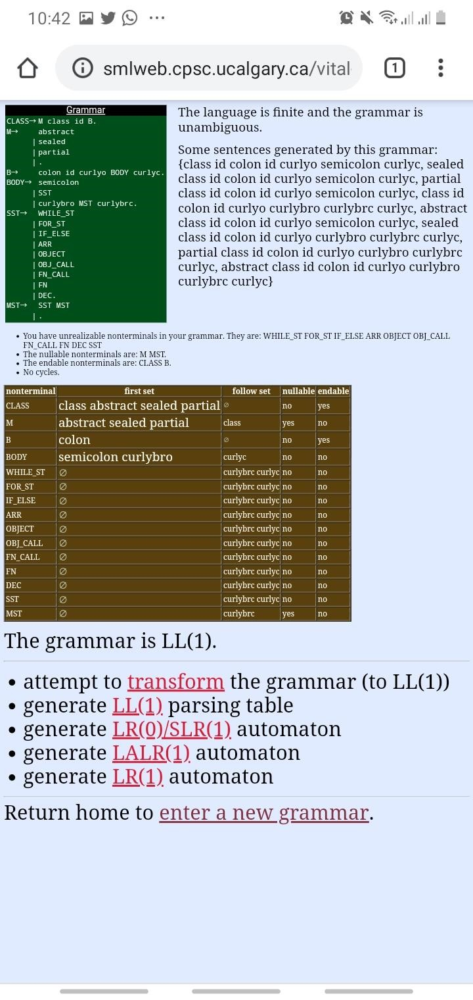 10:42
smlweb.cpsc.ucalgary.ca/vital
1
Grammar
CLASS→ M class id B.
M→ abstract
| sealed
| partial
| .
B→ colon id curlyo BODY curlyc.
BODY→ semicolon
| SST
| curlybro MST curlybrc.
SST→ WHILE_ST
| FOR_ST
| IF_ELSE
| ARR
| OBJECT
| OBJ_CALL
| FN_CALL
| FN
| DEC.
MST→ SST MST
| .
The language is finite and the grammar is
unambiguous.
Some sentences generated by this grammar:
{class id colon id curlyo semicolon curlyc, sealed
class id colon id curlyo semicolon curlyc, partial
class id colon id curlyo semicolon curlyc, class id
colon id curlyo curlybro curlybrc curlyc, abstract
class id colon id curlyo semicolon curlyc, sealed
class id colon id curlyo curlybro curlybrc curlyc,
partial class id colon id curlyo curlybro curlybrc
curlyc, abstract class id colon id curlyo curlybro
curlybrc curlyc}
• You have unrealizable nonterminals in your grammar. They are: WHILE_ST FOR_ST IF_ELSE ARR OBJECT OBJ_CALL
FN_CALL FN DEC SST
• The nullable nonterminals are: M MST.
• The endable nonterminals are: CLASS B.
• No cycles.
nonterminal first set follow set nullable endable
CLASS class abstract sealed partial ∅ no yes
M abstract sealed partial class yes no
B colon ∅ no yes
BODY semicolon curlybro curlyc no no
WHILE_ST ∅ curlybrc curlyc no no
FOR_ST ∅ curlybrc curlyc no no
IF_ELSE ∅ curlybrc curlyc no no
ARR ∅ curlybrc curlyc no no
OBJECT ∅ curlybrc curlyc no no
OBJ_CALL ∅ curlybrc curlyc no no
FN_CALL ∅ curlybrc curlyc no no
FN ∅ curlybrc curlyc no no
DEC ∅ curlybrc curlyc no no
SST ∅ curlybrc curlyc no no
MST ∅ curlybrc yes no
The grammar is LL(1).
• attempt to transform the grammar (to LL(1))
• generate LL(1) parsing table
• generate LR(0)/SLR(1) automaton
• generate LALR(1) automaton
• generate LR(1) automaton
Return home to enter a new grammar.